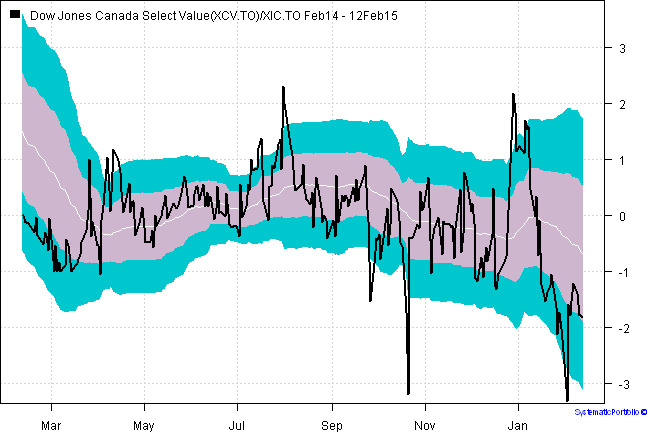 Dow Jones Canada Select Value(XCV.TO)/XIC.TO Feb14 - 12Feb15
3
2
1
0
-1
-2
-3
Mar May Jul Sep Nov Jan
SystematicPortfolio ©